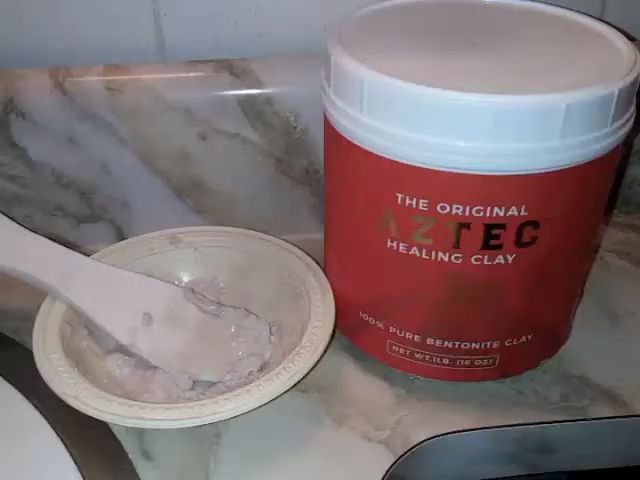 THE ORIGINAL
AZTEC
HEALING CLAY
100% PURE BENTONITE CLAY
NET WT.1LB. (16 OZ)